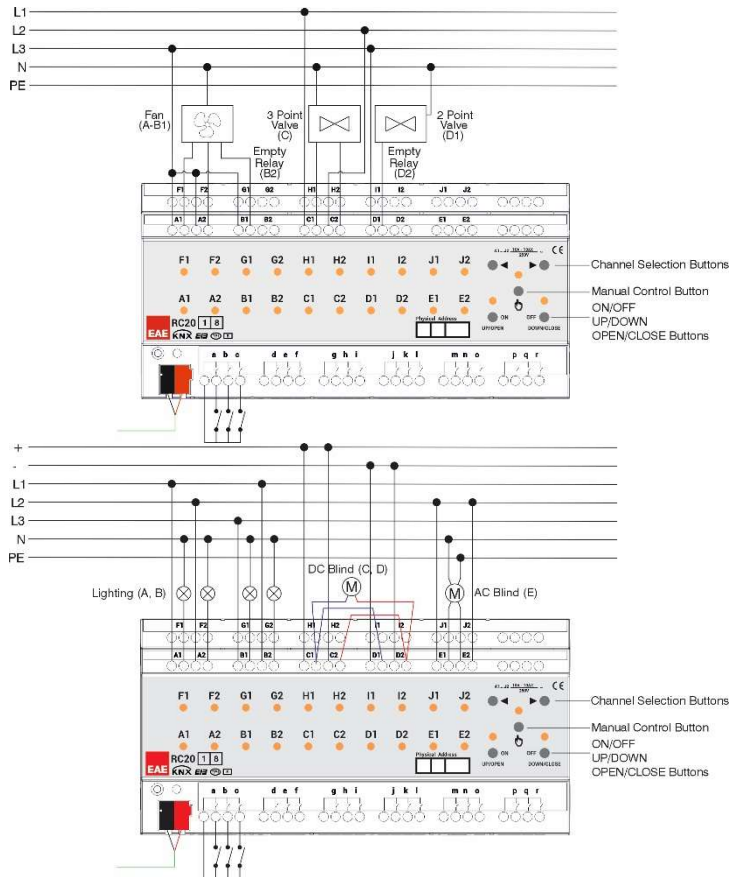 L1
L2
L3
N
PE
Fan
(A-B1)
3 Point
Valve
(C)
2 Point
Valve
(D1)
Empty
Relay
(B2)
Empty
Relay
(D2)
F1 F2 G1 G2 H1 H2 I1 I2 J1 J2
A1 A2 B1 B2 C1 C2 D1 D2 E1 E2
F1 F2 G1 G2 H1 H2 I1 I2 J1 J2
CE
A1 A2 B1 B2 C1 C2 D1 D2 E1 E2
ON OFF
UP/OPEN DOWN/CLOSE
Physical Address
EAE RC20 18
KNX EIB
Channel Selection Buttons
Manual Control Button
ON/OFF
UP/DOWN
OPEN/CLOSE Buttons
a b c d e f g h i j k l m n o p q r
+
-
L1
L2
L3
N
PE
DC Blind (C, D)
M
Lighting (A, B)
M
AC Blind (E)
F1 F2 G1 G2 H1 H2 I1 I2 J1 J2
A1 A2 B1 B2 C1 C2 D1 D2 E1 E2
F1 F2 G1 G2 H1 H2 I1 I2 J1 J2
CE
A1 A2 B1 B2 C1 C2 D1 D2 E1 E2
ON OFF
UP/OPEN DOWN/CLOSE
Physical Address
EAE RC20 18
KNX EIB
Channel Selection Buttons
Manual Control Button
ON/OFF
UP/DOWN
OPEN/CLOSE Buttons
a b c d e f g h i j k l m n o p q r